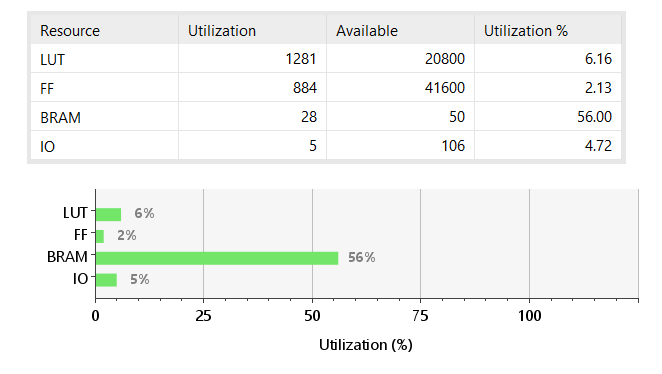 Resource Utilization Available Utilization %
LUT 1281 20800 6.16
FF 884 41600 2.13
BRAM 28 50 56.00
IO 5 106 4.72
LUT 6%
FF 2%
BRAM 56%
IO 5%
0 25 50 75 100
Utilization (%)